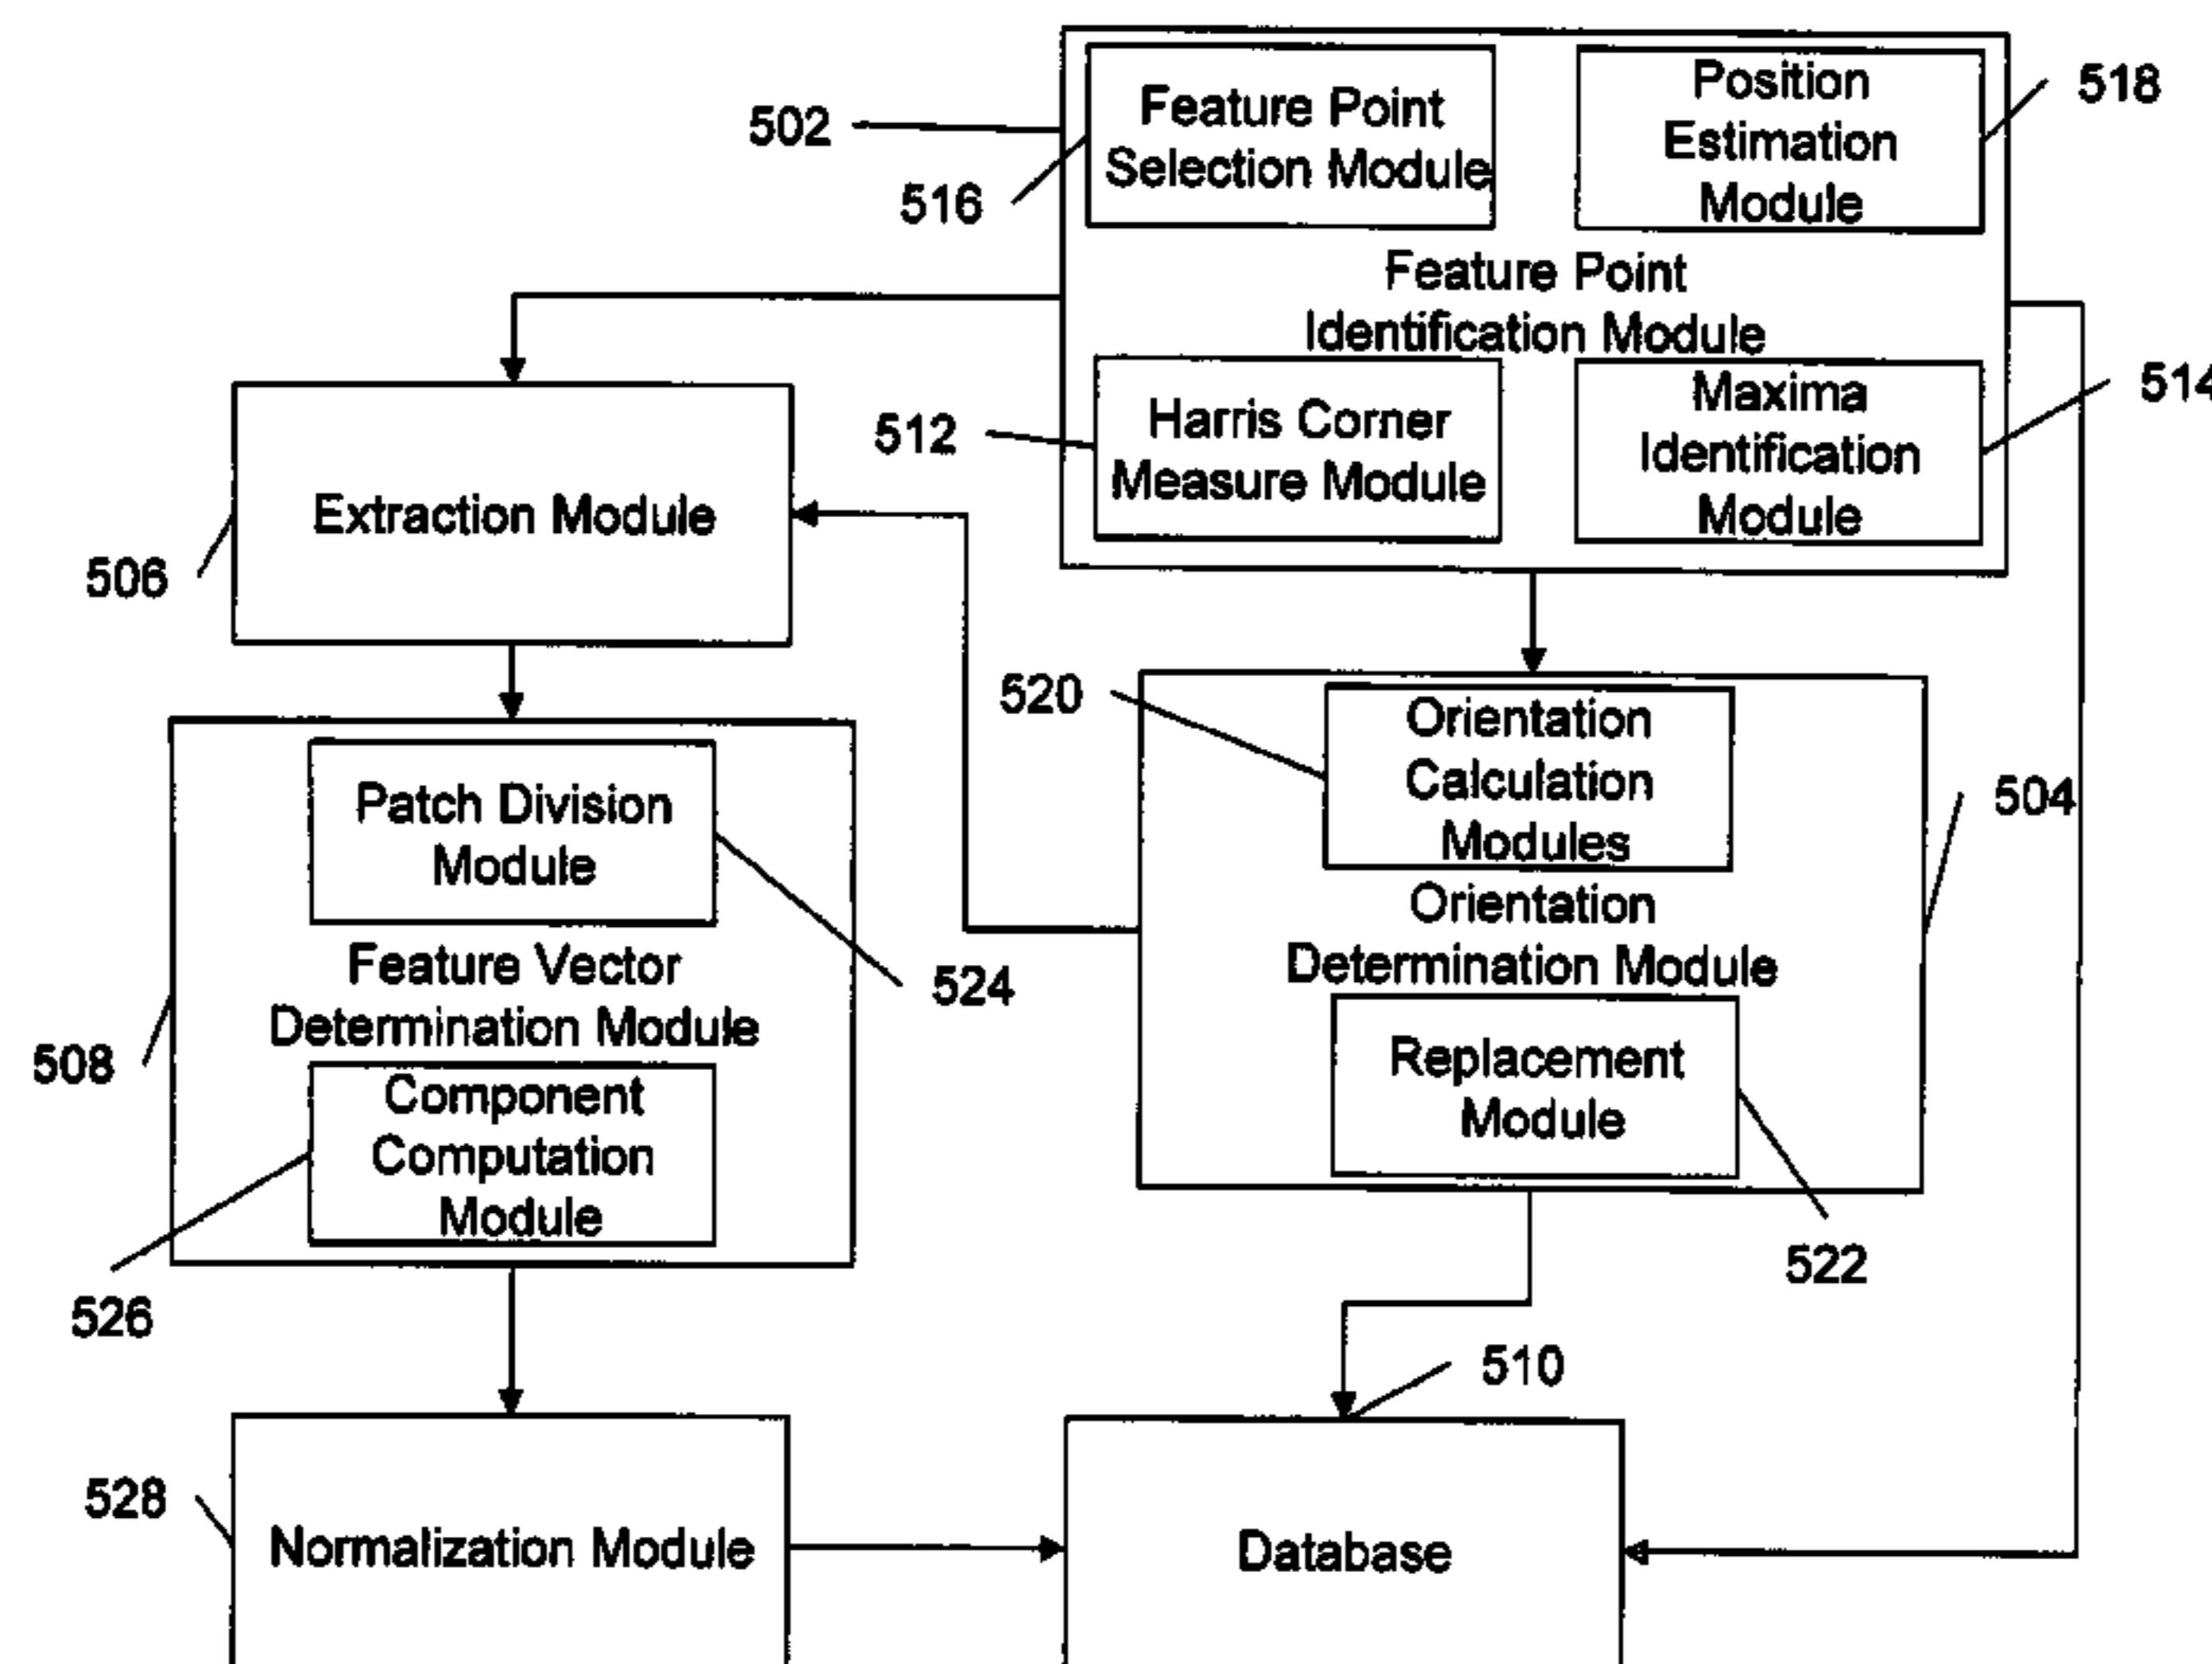 502
516
Feature Point
Selection Module
Position
Estimation
Module
518
Feature Point
Identification Module
512
Harris Corner
Measure Module
Maxima
Identification
Module
514
506
Extraction Module
520
Orientation
Calculation
Modules
504
Orientation
Determination Module
Replacement
Module
522
Patch Division
Module
524
Feature Vector
Determination Module
508
Component
Computation
Module
526
510
528
Normalization Module
Database